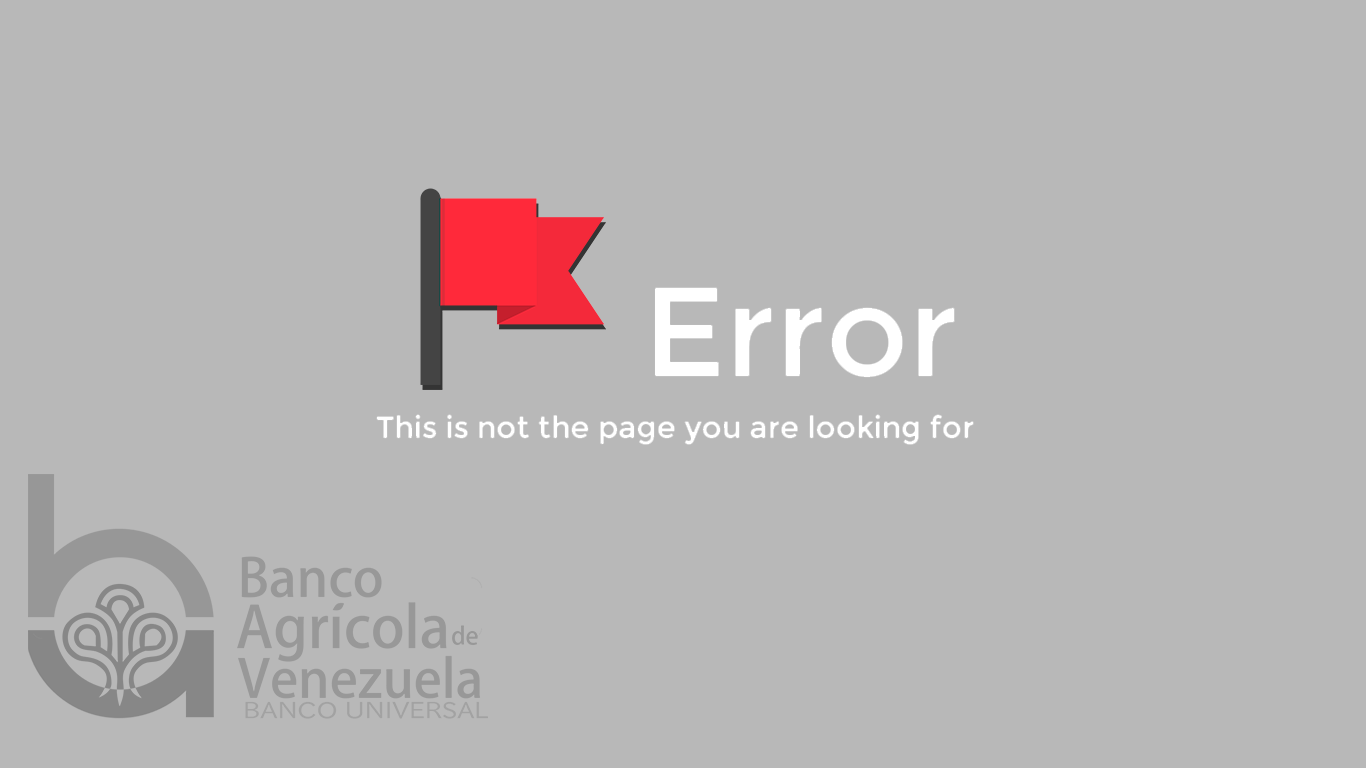 Error
This is not the page you are looking for
Banco
Agrícola de
Venezuela
BANCO UNIVERSAL